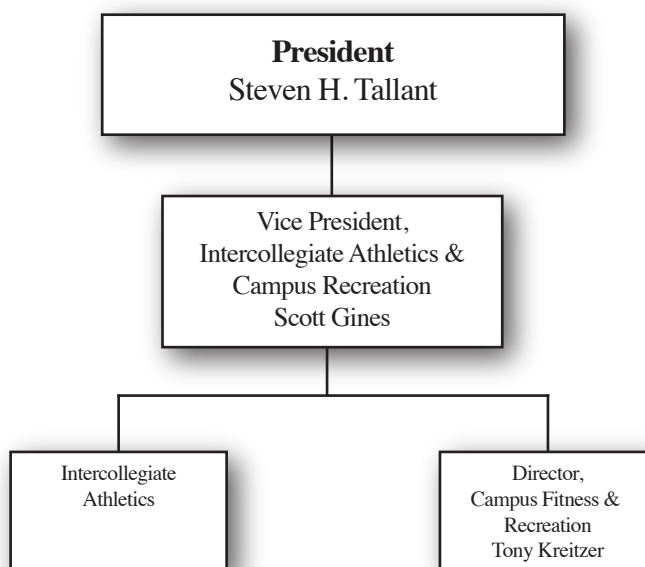 President
Steven H. Tallant
Vice President,
Intercollegiate Athletics &
Campus Recreation
Scott Gines
Intercollegiate
Athletics
Director,
Campus Fitness &
Recreation
Tony Kreitzer